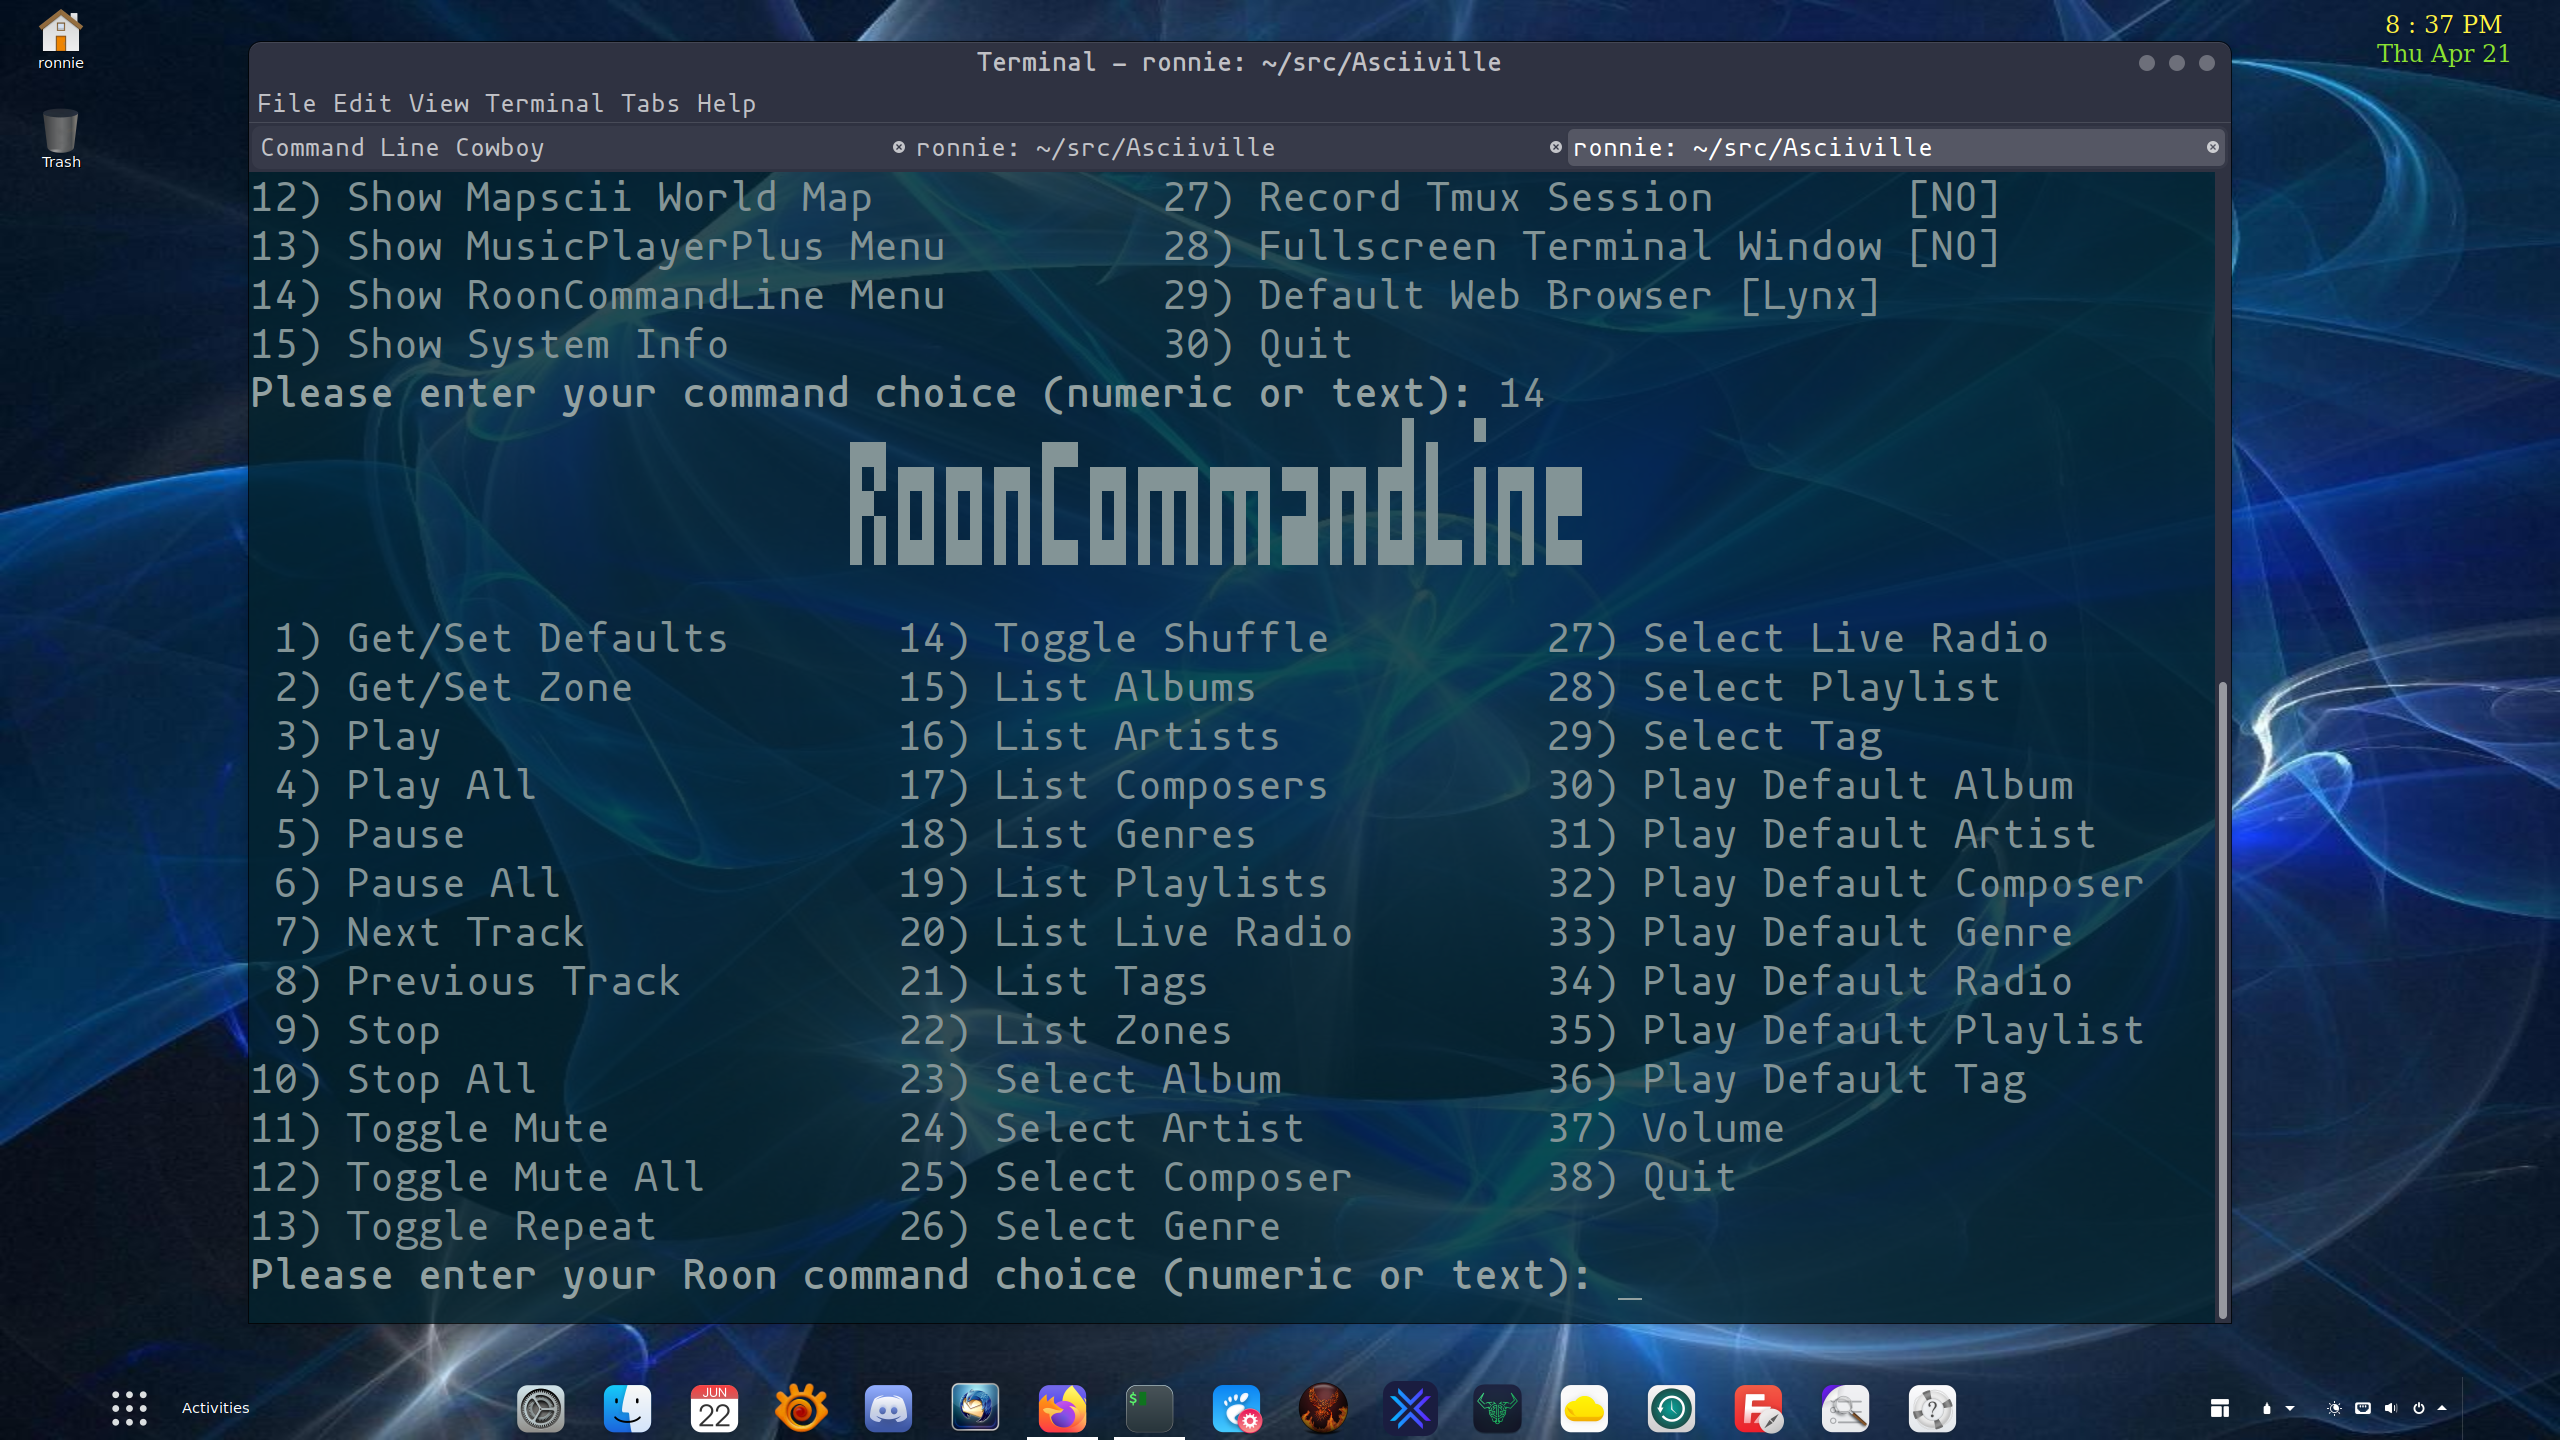 ronnie
Trash
8 : 37 PM
Thu Apr 21
Terminal — ronnie: ~/src/Asciiville
File Edit View Terminal Tabs Help
Command Line Cowboy
ronnie: ~/src/Asciiville
ronnie: ~/src/Asciiville
12) Show Mapscii World Map 27) Record Tmux Session [NO]
13) Show MusicPlayerPlus Menu 28) Fullscreen Terminal Window [NO]
14) Show RoonCommandLine Menu 29) Default Web Browser [Lynx]
15) Show System Info 30) Quit
Please enter your command choice (numeric or text): 14
RoonCommandLine
1) Get/Set Defaults 14) Toggle Shuffle 27) Select Live Radio
2) Get/Set Zone 15) List Albums 28) Select Playlist
3) Play 16) List Artists 29) Select Tag
4) Play All 17) List Composers 30) Play Default Album
5) Pause 18) List Genres 31) Play Default Artist
6) Pause All 19) List Playlists 32) Play Default Composer
7) Next Track 20) List Live Radio 33) Play Default Genre
8) Previous Track 21) List Tags 34) Play Default Radio
9) Stop 22) List Zones 35) Play Default Playlist
10) Stop All 23) Select Album 36) Play Default Tag
11) Toggle Mute 24) Select Artist 37) Volume
12) Toggle Mute All 25) Select Composer 38) Quit
13) Toggle Repeat 26) Select Genre
Please enter your Roon command choice (numeric or text): _
Activities
JUN
22
$
F
?